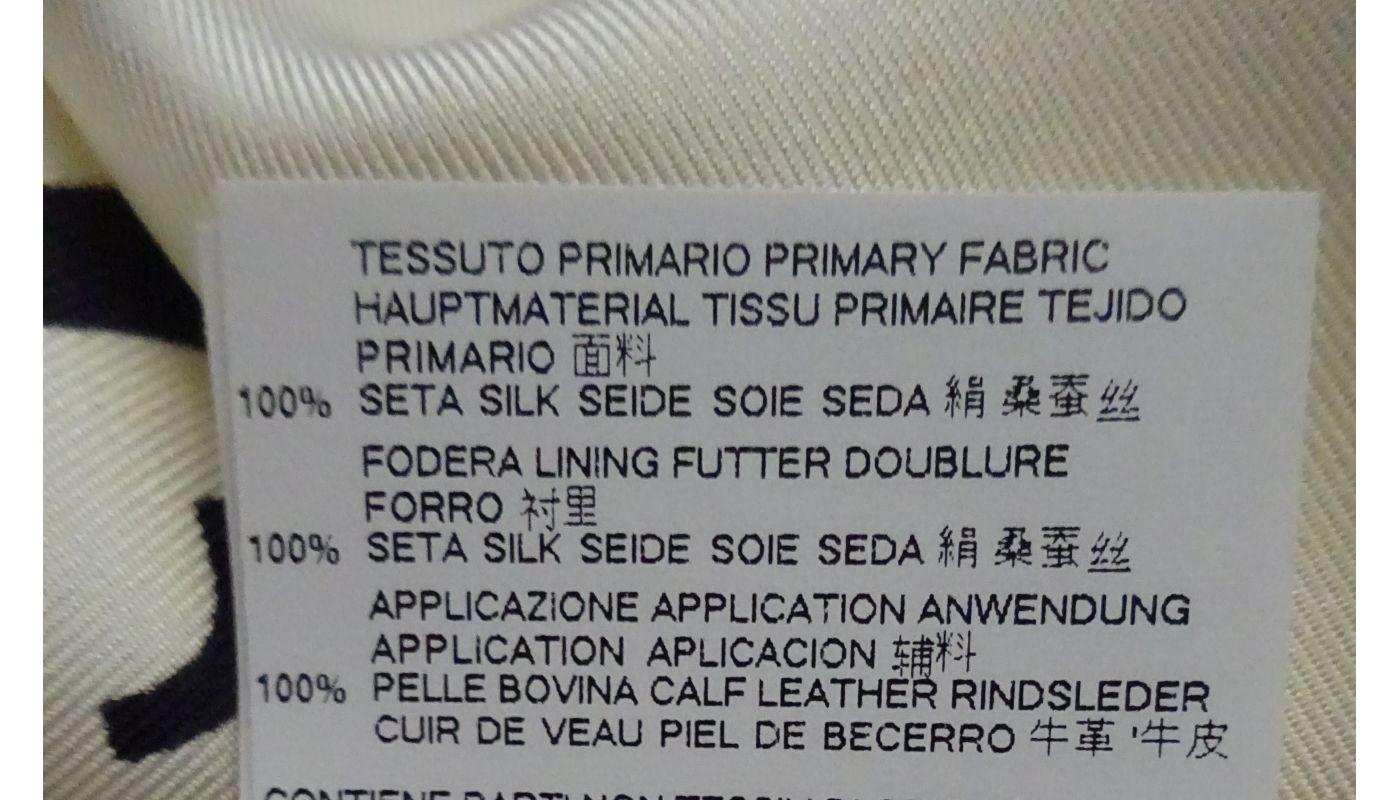 TESSUTO PRIMARIO PRIMARY FABRIC
HAUPTMATERIAL TISSU PRIMAIRE TEJIDO
PRIMARIO 面料
100% SETA SILK SEIDE SOIE SEDA 絹 桑蚕丝
FODERA LINING FUTTER DOUBLURE
FORRO 衬里
100% SETA SILK SEIDE SOIE SEDA 絹 桑蚕丝
APPLICAZIONE APPLICATION ANWENDUNG
APPLICATION APLICACION 辅料
100% PELLE BOVINA CALF LEATHER RINDSLEDER
CUIR DE VEAU PIEL DE BECERRO 牛革 '牛皮
CONTIENE PARTI NON